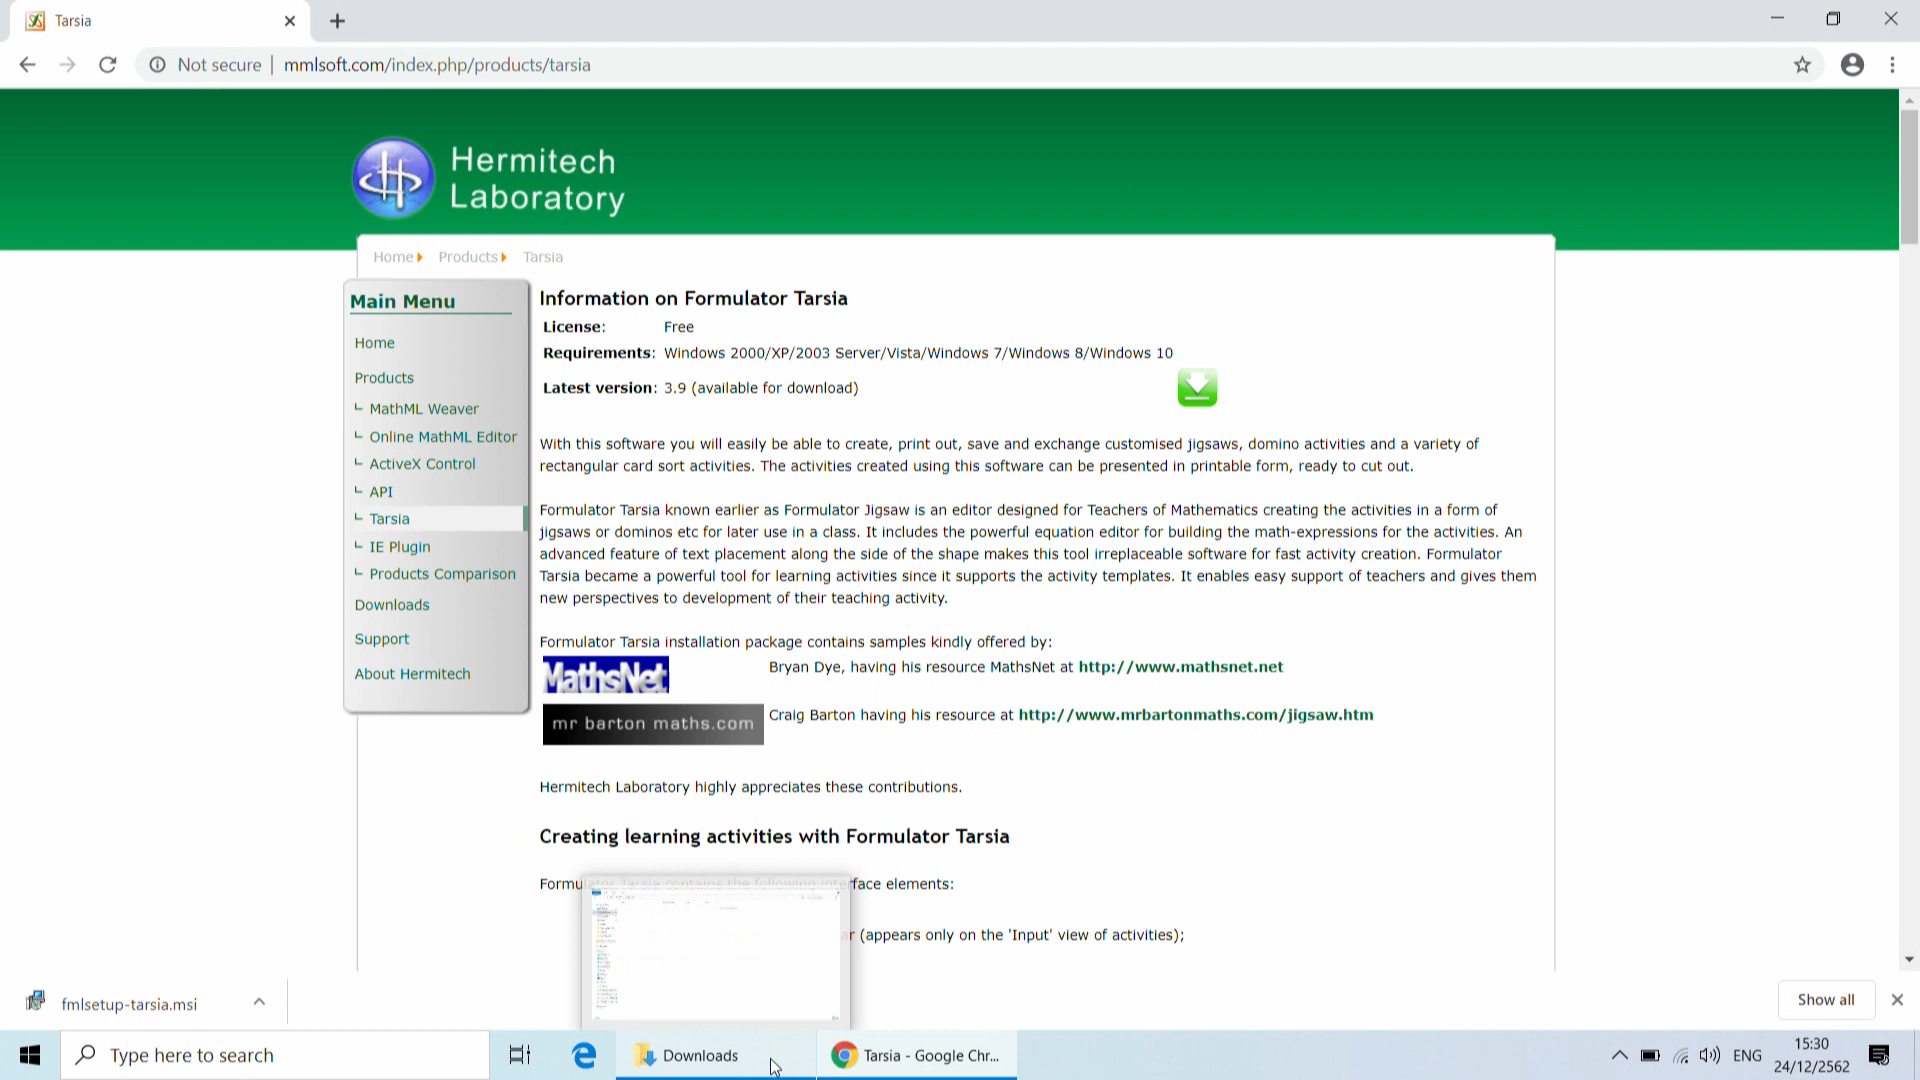 Tarsia
Not secure
mmlsoft.com/index.php/products/tarsia
Hermitech
Laboratory
Home Products Tarsia
Main Menu
Home
Products
MathML Weaver
Online MathML Editor
ActiveX Control
API
Tarsia
IE Plugin
Products Comparison
Downloads
Support
About Hermitech
Information on Formulator Tarsia
License: Free
Requirements: Windows 2000/XP/2003 Server/Vista/Windows 7/Windows 8/Windows 10
Latest version: 3.9 (available for download)
With this software you will easily be able to create, print out, save and exchange customised jigsaws, domino activities and a variety of
rectangular card sort activities. The activities created using this software can be presented in printable form, ready to cut out.
Formulator Tarsia known earlier as Formulator Jigsaw is an editor designed for Teachers of Mathematics creating the activities in a form of
jigsaws or dominos etc for later use in a class. It includes the powerful equation editor for building the math-expressions for the activities. An
advanced feature of text placement along the side of the shape makes this tool irreplaceable software for fast activity creation. Formulator
Tarsia became a powerful tool for learning activities since it supports the activity templates. It enables easy support of teachers and gives them
new perspectives to development of their teaching activity.
Formulator Tarsia installation package contains samples kindly offered by:
MathsNet
Bryan Dye, having his resource MathsNet at http://www.mathsnet.net
mr barton maths.com
Craig Barton having his resource at http://www.mrbartonmaths.com/jigsaw.htm
Hermitech Laboratory highly appreciates these contributions.
Creating learning activities with Formulator Tarsia
Formulator Tarsia contains the following interface elements:
(appears only on the 'Input' view of activities);
fmlsetup-tarsia.msi
Show all
Type here to search
Downloads
Tarsia - Google Chr...
ENG
15:30
24/12/2562